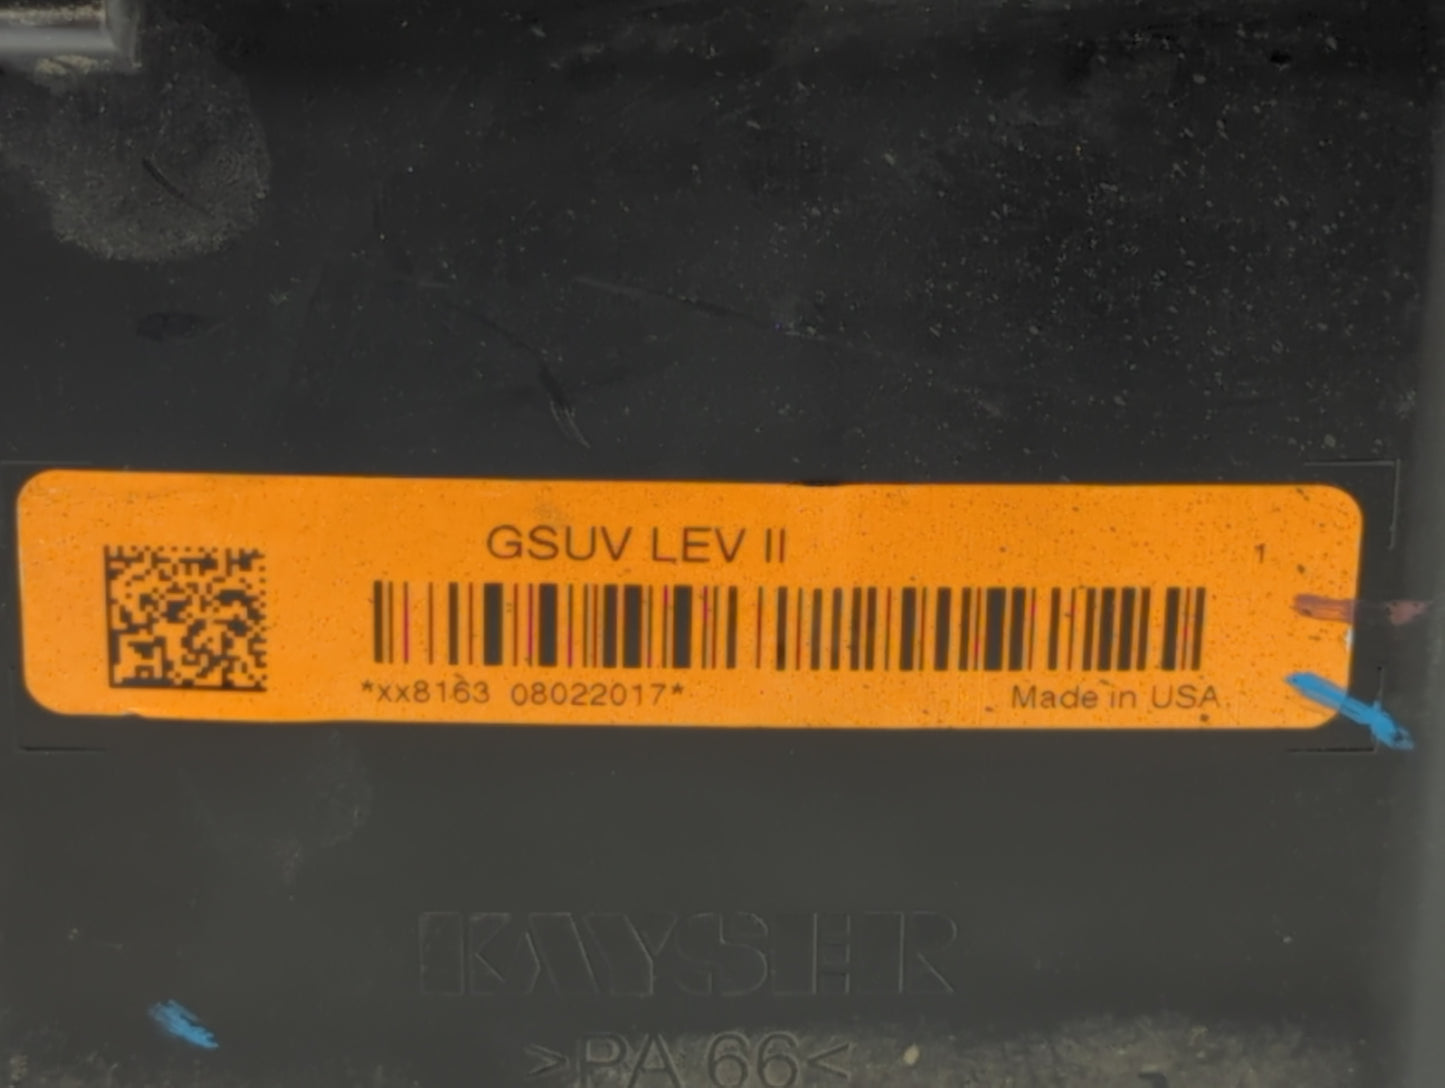 GSUV LEV II
1
*xx8163 08022017*
Made in USA
KAYSER
>PA 66<